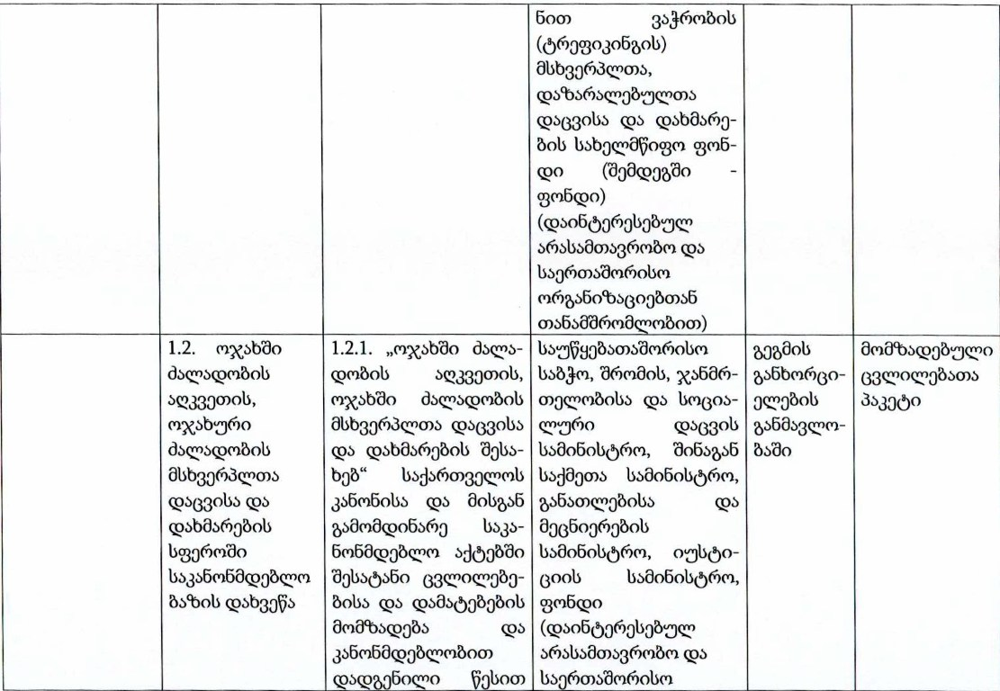 ნით ვაჭრობის
(ტრეფიკინგის)
მსხვერპლთა,
დაზარალებულთა
დაცვისა და დახმარე-
ბის სახელმწიფო ფონ-
დი (შემდეგში -
ფონდი)
(დაინტერესებულ
არასამთავრობო და
საერთაშორისო
ორგანიზაციებთან
თანამშრომლობით)
1.2. ოჯახში
ძალადობის
აღკვეთის,
ოჯახური
ძალადობის
მსხვერპლთა
დაცვისა და
დახმარების
სფეროში
საკანონმდებლო
ბაზის დახვეწა
1.2.1. „ოჯახში ძალა-
დობის აღკვეთის,
ოჯახში ძალადობის
მსხვერპლთა დაცვისა
და დახმარების შესა-
ხებ“ საქართველოს
კანონისა და მისგან
გამომდინარე საკა-
ნონმდებლო აქტებში
შესატანი ცვლილებე-
ბისა და დამატებების
მომზადება და
კანონმდებლობით
დადგენილი წესით
საუწყებათაშორისო
საბჭო, შრომის, ჯანმრ-
თელობისა და სოცია-
ლური დაცვის
სამინისტრო, შინაგან
საქმეთა სამინისტრო,
განათლებისა და
მეცნიერების
სამინისტრო, იუსტი-
ციის სამინისტრო,
ფონდი
(დაინტერესებულ
არასამთავრობო და
საერთაშორისო
გეგმის
განხორცი-
ელების
განმავლო-
ბაში
მომზადებული
ცვლილებათა
პაკეტი